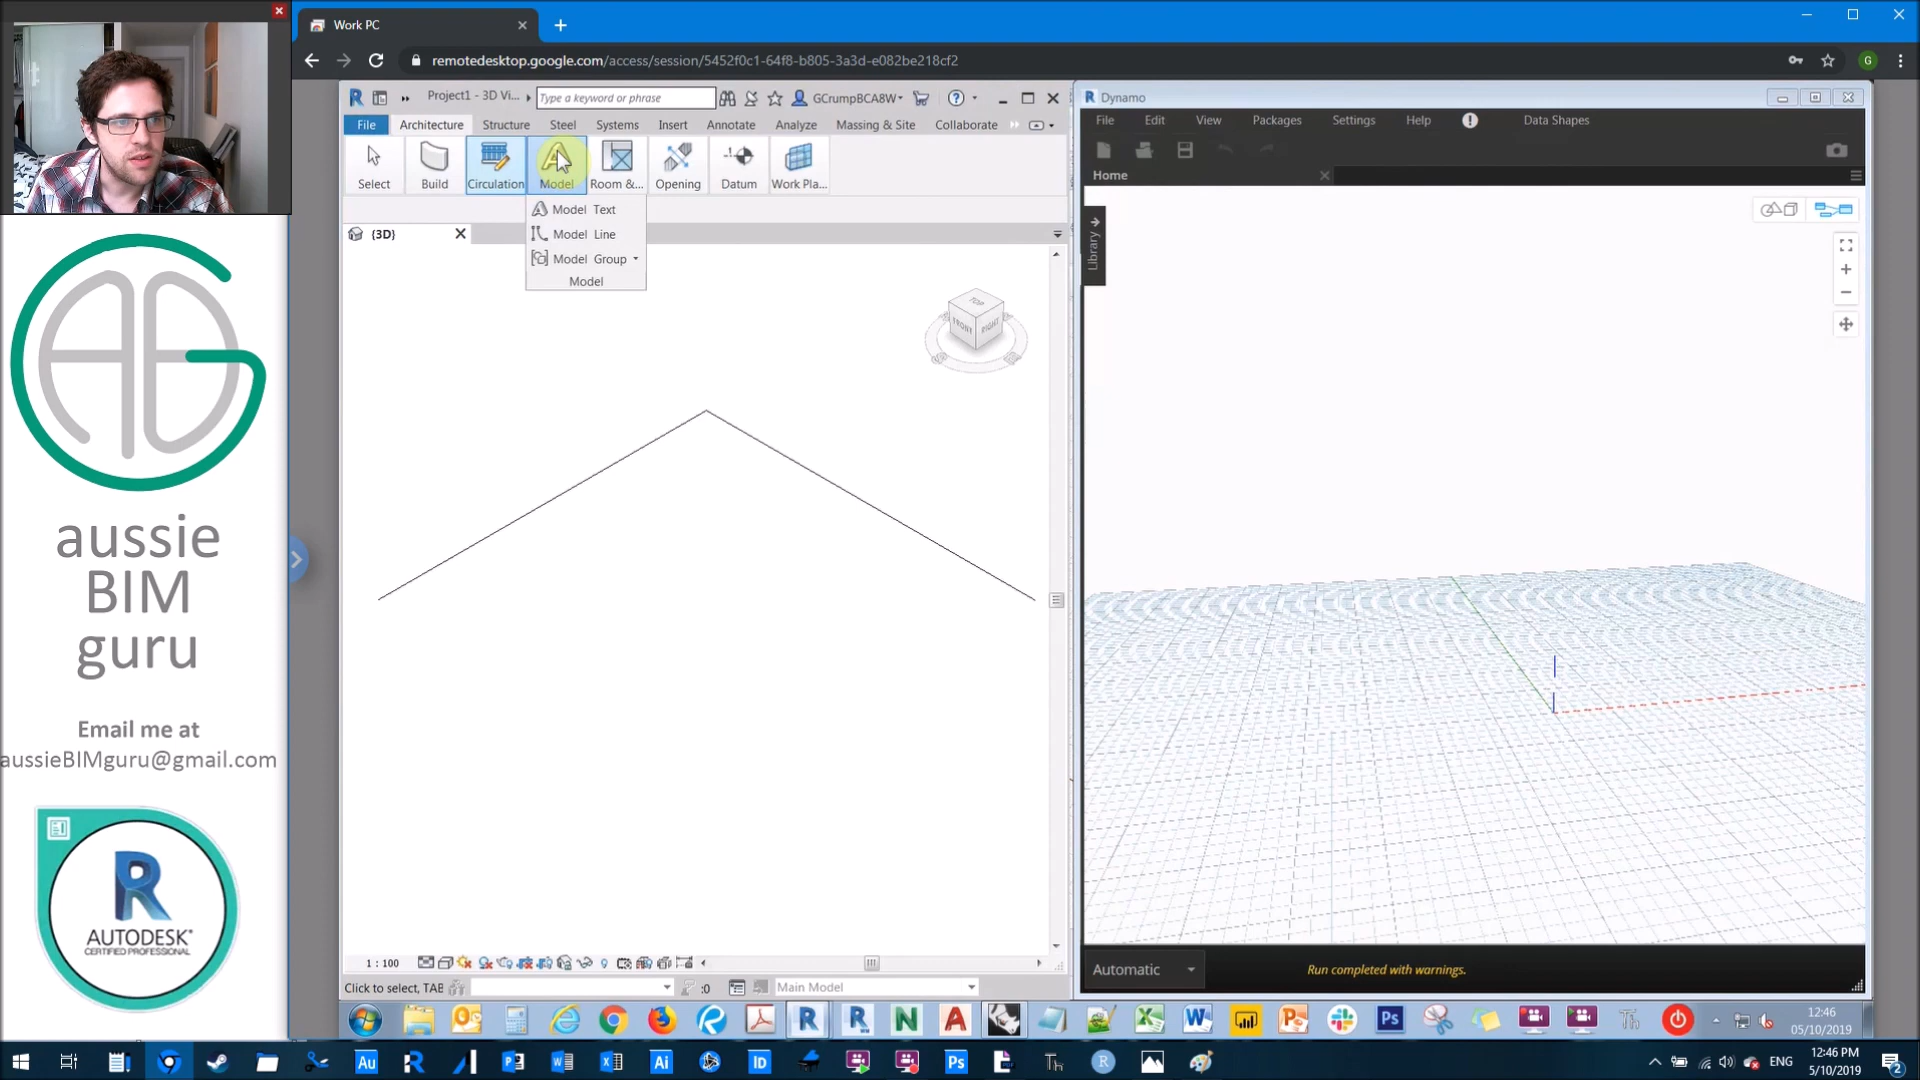 Work PC
remotedesktop.google.com/access/session/5452f0c1-64f8-b805-3a3d-e082be218cf2
G
R
Project1 - 3D Vi...
Type a keyword or phrase
GCrumpBCA8W
Dynamo
File Architecture Structure Steel Systems Insert Annotate Analyze Massing & Site Collaborate
File Edit View Packages Settings Help Data Shapes
Select Build Circulation Model Room &... Opening Datum Work Pla...
Home
Model Text
Model Line
Model Group
Model
{3D}
Library
TOP
FRONT RIGHT
aussie
BIM
guru
Email me at
aussieBIMguru@gmail.com
R
AUTODESK
CERTIFIED PROFESSIONAL
1 : 100
Click to select, TAB
:0
Main Model
Automatic
Run completed with warnings.
12:46
05/10/2019
ENG
12:46 PM
5/10/2019
2